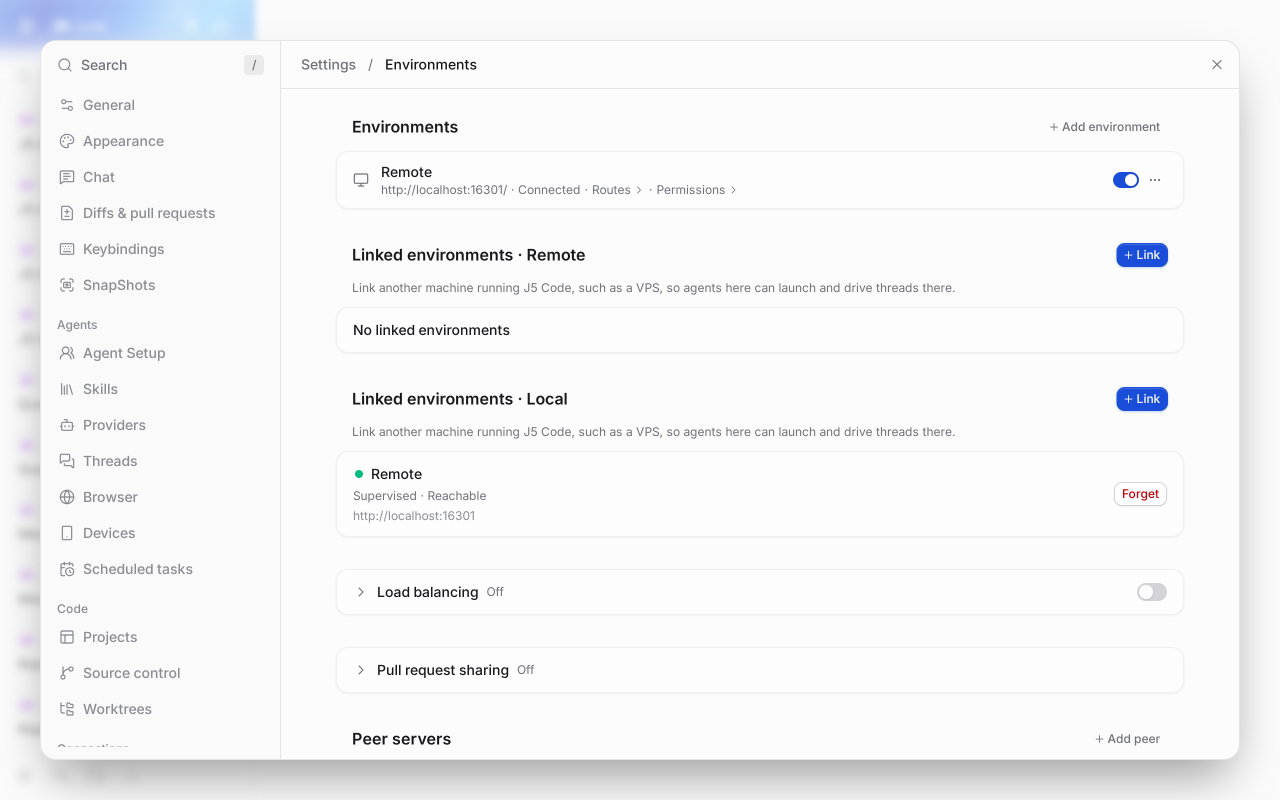 Search /
General
Appearance
Chat
Diffs & pull requests
Keybindings
SnapShots
Agents
Agent Setup
Skills
Providers
Threads
Browser
Devices
Scheduled tasks
Code
Projects
Source control
Worktrees
Settings / Environments
Environments
+ Add environment
Remote
http://localhost:16301/ · Connected · Routes > · Permissions >
Linked environments · Remote
+ Link
Link another machine running J5 Code, such as a VPS, so agents here can launch and drive threads there.
No linked environments
Linked environments · Local
+ Link
Link another machine running J5 Code, such as a VPS, so agents here can launch and drive threads there.
Remote
Supervised · Reachable
http://localhost:16301
Forget
Load balancing Off
Pull request sharing Off
Peer servers
+ Add peer